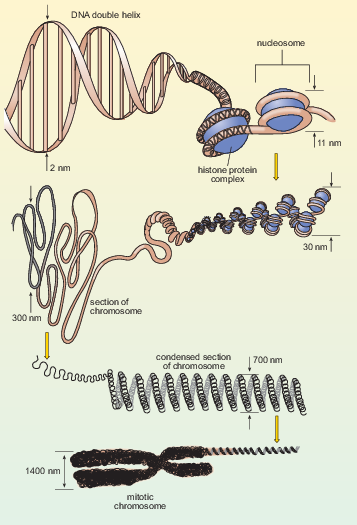 DNA double helix
nudeosome
11 nm
2 nm
histone protein
complex
30 nm
section of
chromosome
300 nm
condensed section
of chromosome
700 nm
1400 nm
mitotic
chromosome